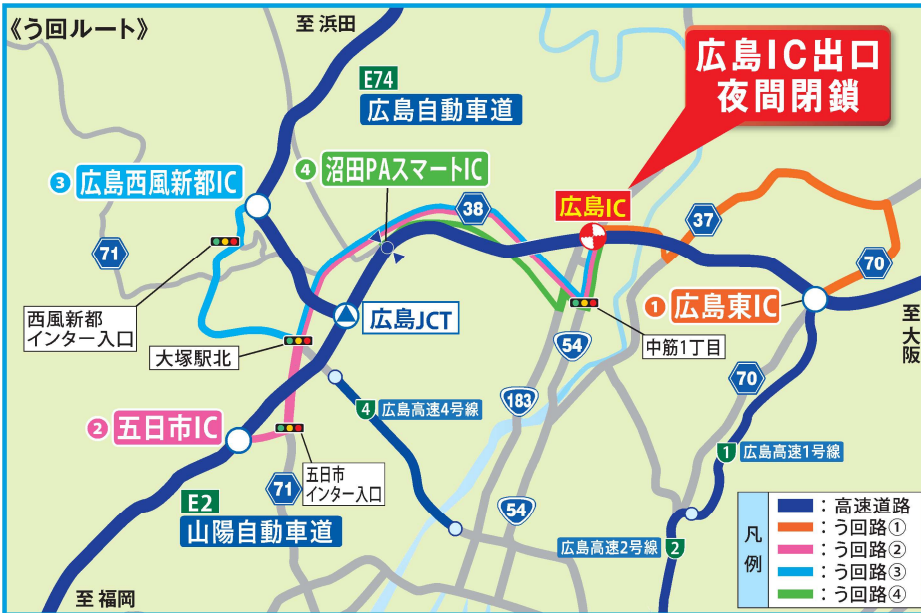 《う回ルート》
至 浜田
広島IC出口
夜間閉鎖
E74
広島自動車道
④ 沼田PAスマートIC
③ 広島西風新都IC
38
広島IC
37
71
70
西風新都
インター入口
広島JCT
① 広島東IC
至大阪
大塚駅北
中筋1丁目
54
70
183
4 広島高速4号線
② 五日市IC
1 広島高速1号線
五日市
インター入口
71
E2
山陽自動車道
54
広島高速2号線 2
至 福岡
凡例
：高速道路
：う回路①
：う回路②
：う回路③
：う回路④